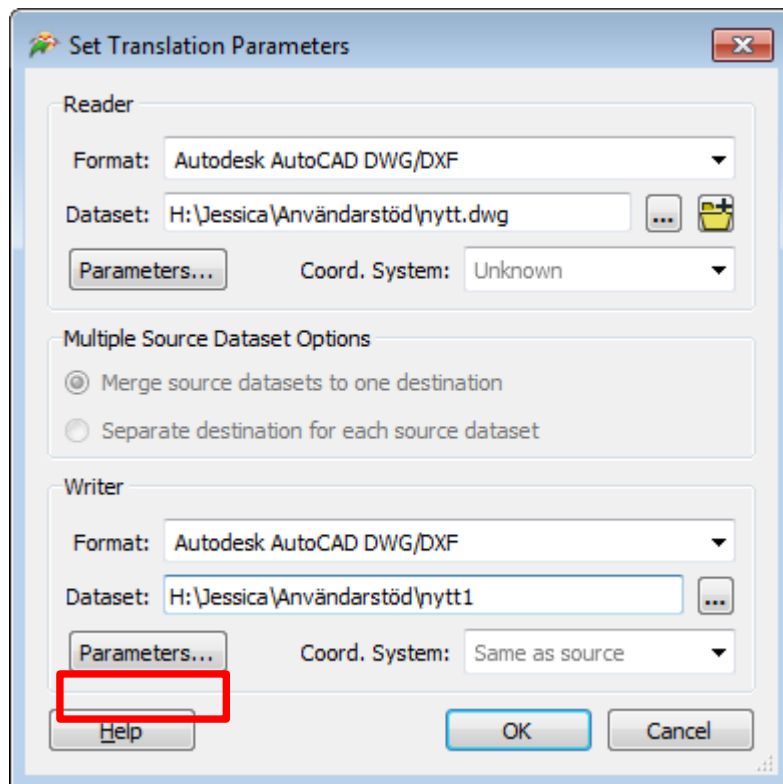 Set Translation Parameters
Reader
Format: Autodesk AutoCAD DWG/DXF
Dataset: H:\Jessica\Användarstöd\nytt.dwg ...
Parameters... Coord. System: Unknown
Multiple Source Dataset Options
Merge source datasets to one destination
Separate destination for each source dataset
Writer
Format: Autodesk AutoCAD DWG/DXF
Dataset: H:\Jessica\Användarstöd\nytt1 ...
Parameters... Coord. System: Same as source
Help OK Cancel